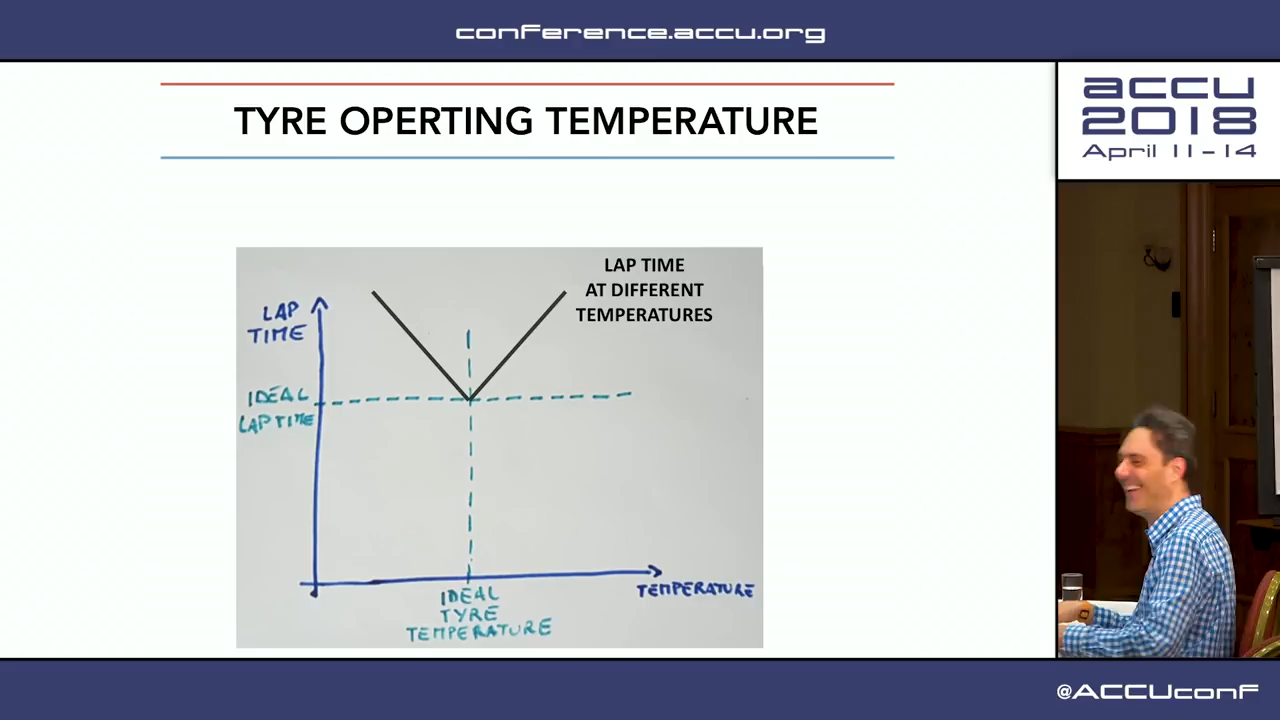 conference.accu.org
TYRE OPERTING TEMPERATURE
accu
2018
April 11-14
LAP TIME
AT DIFFERENT
TEMPERATURES
LAP
TIME
IDEAL
LAP TIME
IDEAL
TYRE
TEMPERATURE
TEMPERATURE
@ACCUconf